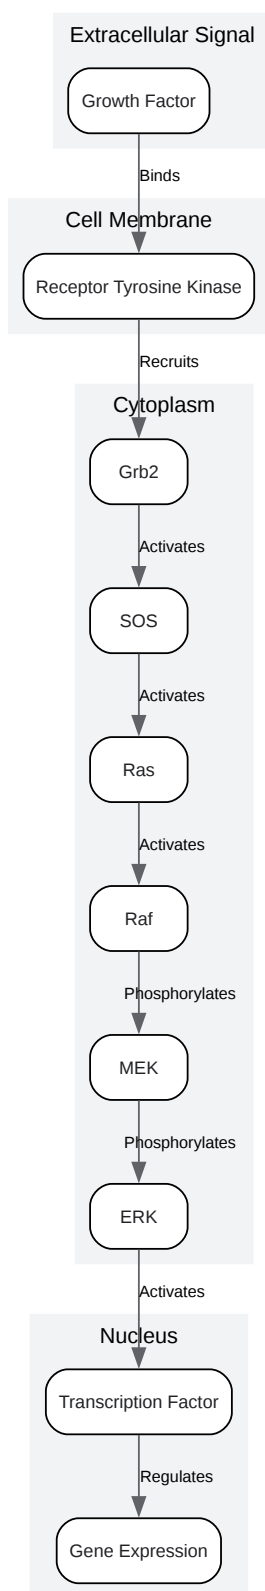 Extracellular Signal
Growth Factor
Binds
Cell Membrane
Receptor Tyrosine Kinase
Recruits
Cytoplasm
Grb2
Activates
SOS
Activates
Ras
Activates
Raf
Phosphorylates
MEK
Phosphorylates
ERK
Activates
Nucleus
Transcription Factor
Regulates
Gene Expression